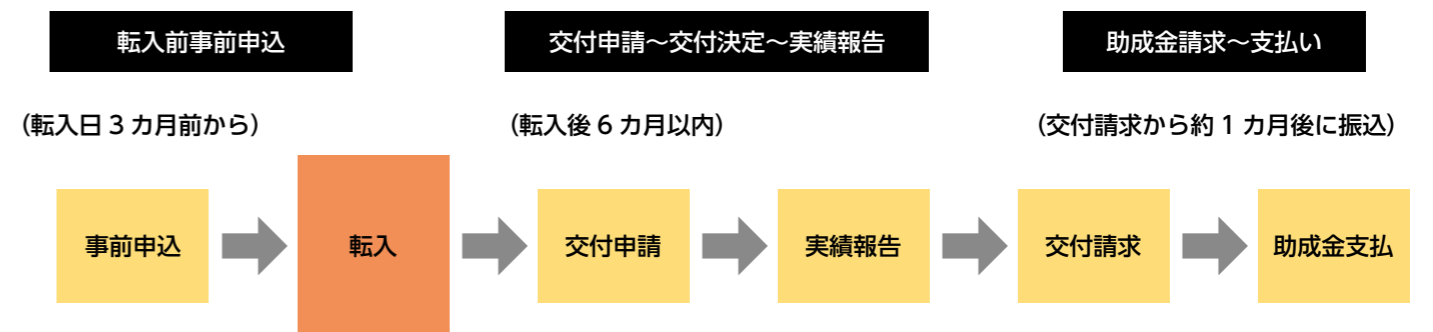 転入前事前申込
交付申請～交付決定～実績報告
助成金請求～支払い
（転入日３カ月前から）
（転入後６カ月以内）
（交付請求から約１カ月後に振込）
事前申込
転入
交付申請
実績報告
交付請求
助成金支払